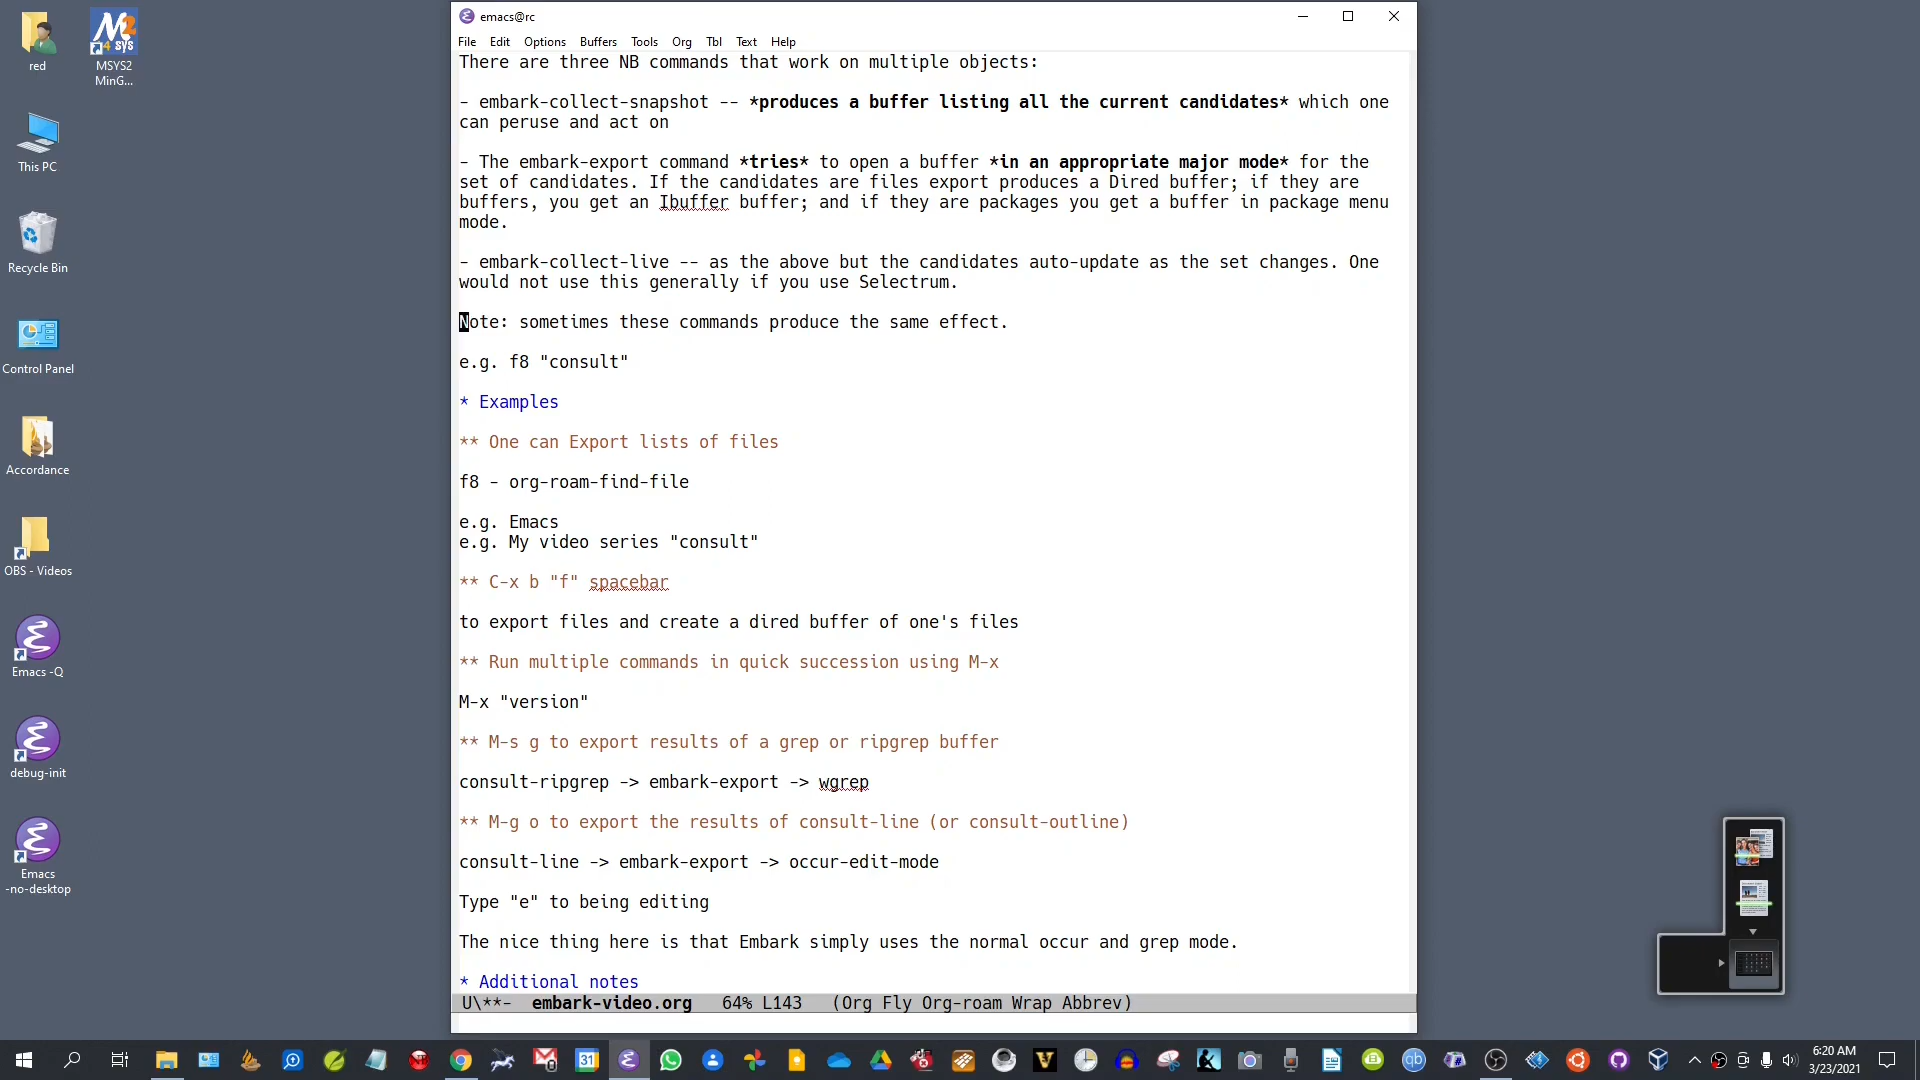 emacs@rc
File Edit Options Buffers Tools Org Tbl Text Help
There are three NB commands that work on multiple objects:
- embark-collect-snapshot -- *produces a buffer listing all the current candidates* which one
can peruse and act on
- The embark-export command *tries* to open a buffer *in an appropriate major mode* for the
set of candidates. If the candidates are files export produces a Dired buffer; if they are
buffers, you get an Ibuffer buffer; and if they are packages you get a buffer in package menu
mode.
- embark-collect-live -- as the above but the candidates auto-update as the set changes. One
would not use this generally if you use Selectrum.
Note: sometimes these commands produce the same effect.
e.g. f8 "consult"
* Examples
** One can Export lists of files
f8 - org-roam-find-file
e.g. Emacs
e.g. My video series "consult"
** C-x b "f" spacebar
to export files and create a dired buffer of one's files
** Run multiple commands in quick succession using M-x
M-x "version"
** M-s g to export results of a grep or ripgrep buffer
consult-ripgrep -> embark-export -> wgrep
** M-g o to export the results of consult-line (or consult-outline)
consult-line -> embark-export -> occur-edit-mode
Type "e" to being editing
The nice thing here is that Embark simply uses the normal occur and grep mode.
* Additional notes
U\**-  embark-video.org   64% L143   (Org Fly Org-roam Wrap Abbrev)
red
M2
4 sys
MSYS2
MinG...
This PC
Recycle Bin
Control Panel
Accordance
OBS - Videos
Emacs -Q
debug-init
Emacs
-no-desktop
31
qb
6:20 AM
3/23/2021